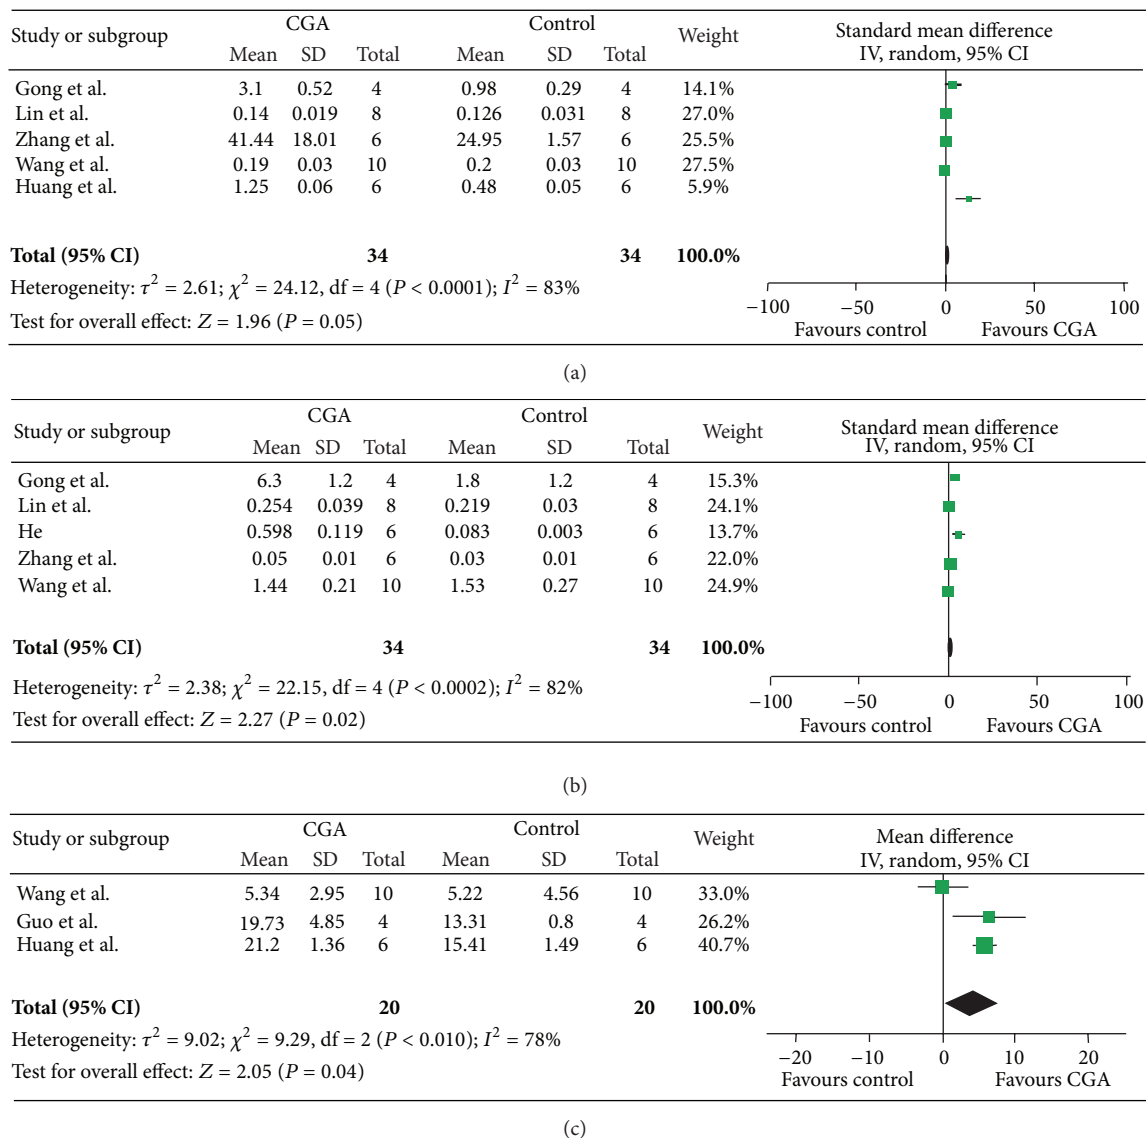 Study or subgroup CGA Control Weight Standard mean difference
Mean SD Total Mean SD Total IV, random, 95% CI
Gong et al. 3.1 0.52 4 0.98 0.29 4 14.1%
Lin et al. 0.14 0.019 8 0.126 0.031 8 27.0%
Zhang et al. 41.44 18.01 6 24.95 1.57 6 25.5%
Wang et al. 0.19 0.03 10 0.2 0.03 10 27.5%
Huang et al. 1.25 0.06 6 0.48 0.05 6 5.9%
Total (95% CI) 34 34 100.0%
Heterogeneity: τ² = 2.61; χ² = 24.12, df = 4 (P < 0.0001); I² = 83%
Test for overall effect: Z = 1.96 (P = 0.05)
−100 −50 0 50 100
Favours control Favours CGA
(a)
Study or subgroup CGA Control Weight Standard mean difference
Mean SD Total Mean SD Total IV, random, 95% CI
Gong et al. 6.3 1.2 4 1.8 1.2 4 15.3%
Lin et al. 0.254 0.039 8 0.219 0.03 8 24.1%
He 0.598 0.119 6 0.083 0.003 6 13.7%
Zhang et al. 0.05 0.01 6 0.03 0.01 6 22.0%
Wang et al. 1.44 0.21 10 1.53 0.27 10 24.9%
Total (95% CI) 34 34 100.0%
Heterogeneity: τ² = 2.38; χ² = 22.15, df = 4 (P < 0.0002); I² = 82%
Test for overall effect: Z = 2.27 (P = 0.02)
−100 −50 0 50 100
Favours control Favours CGA
(b)
Study or subgroup CGA Control Weight Mean difference
Mean SD Total Mean SD Total IV, random, 95% CI
Wang et al. 5.34 2.95 10 5.22 4.56 10 33.0%
Guo et al. 19.73 4.85 4 13.31 0.8 4 26.2%
Huang et al. 21.2 1.36 6 15.41 1.49 6 40.7%
Total (95% CI) 20 20 100.0%
Heterogeneity: τ² = 9.02; χ² = 9.29, df = 2 (P < 0.010); I² = 78%
Test for overall effect: Z = 2.05 (P = 0.04)
−20 −10 0 10 20
Favours control Favours CGA
(c)